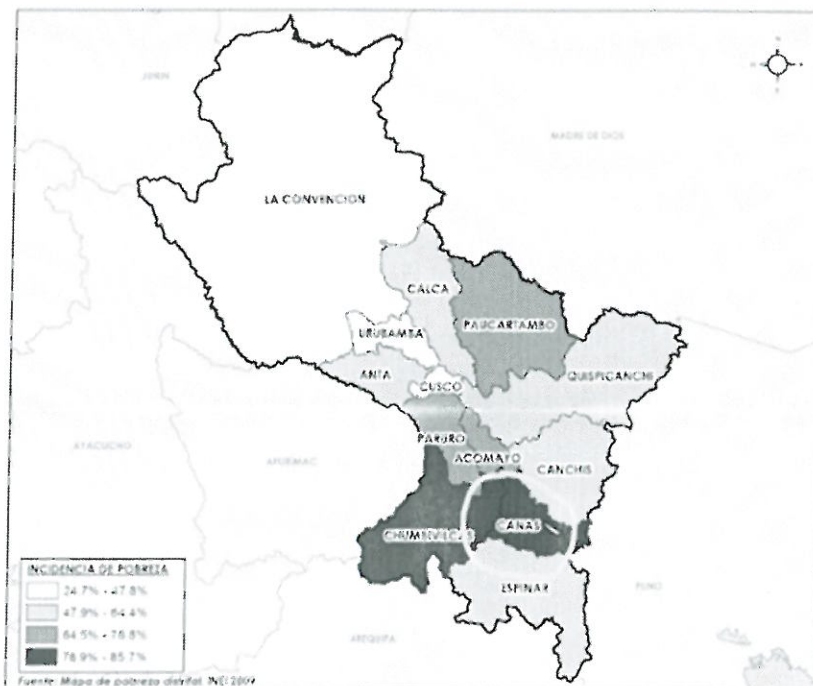 JUNIN
MADRE DE DIOS
LA CONVENCION
CALCA
PAUCARTAMBO
URUBAMBA
ANTA
CUSCO
QUISPICANCHI
AYACUCHO
APURIMAC
PARURO
ACOMAYO
CANCHIS
CHUMBIVILCAS
CANAS
ESPINAR
PUNO
AREQUIPA
INCIDENCIA DE POBREZA
24.7% - 47.8%
47.9% - 64.4%
64.5% - 76.8%
76.9% - 85.7%
Fuente: Mapa de pobreza distrital. INEI 2009